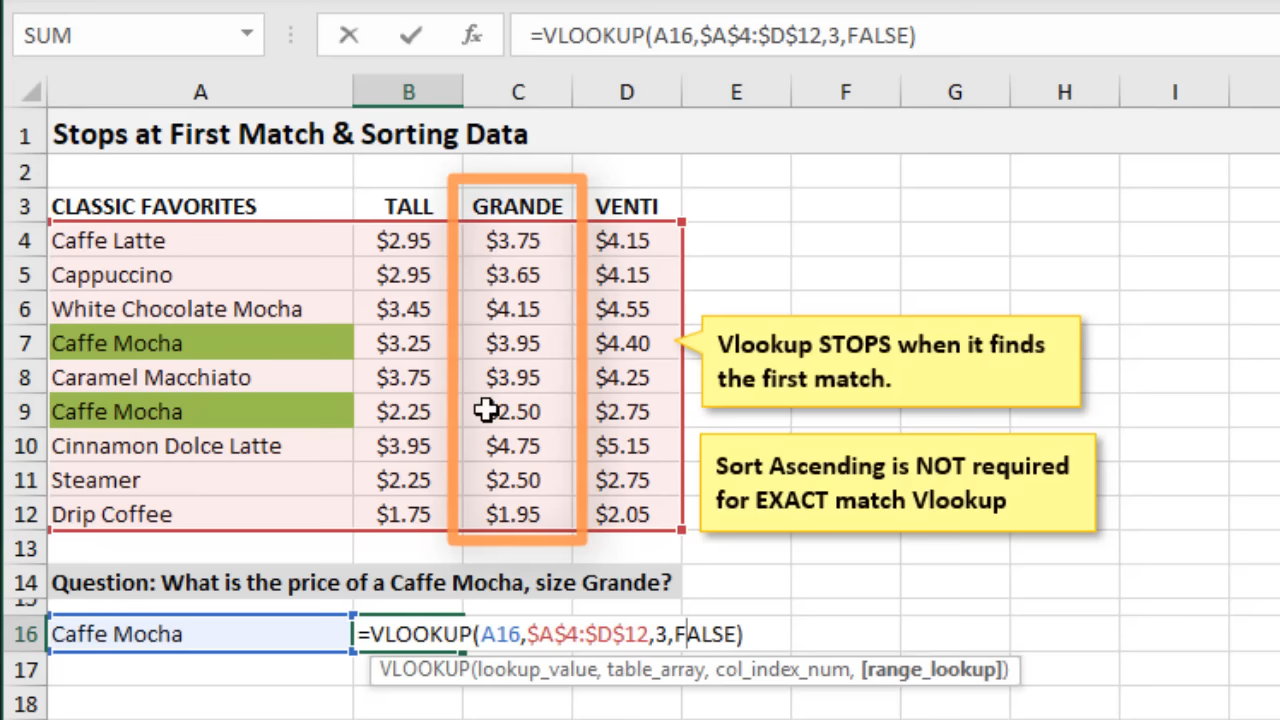 SUM
=VLOOKUP(A16,$A$4:$D$12,3,FALSE)
A B C D E F G H I
1 Stops at First Match & Sorting Data
2
3 CLASSIC FAVORITES TALL GRANDE VENTI
4 Caffe Latte $2.95 $3.75 $4.15
5 Cappuccino $2.95 $3.65 $4.15
6 White Chocolate Mocha $3.45 $4.15 $4.55
7 Caffe Mocha $3.25 $3.95 $4.40
8 Caramel Macchiato $3.75 $3.95 $4.25
9 Caffe Mocha $2.25 2.50 $2.75
10 Cinnamon Dolce Latte $3.95 $4.75 $5.15
11 Steamer $2.25 $2.50 $2.75
12 Drip Coffee $1.75 $1.95 $2.05
Vlookup STOPS when it finds
the first match.
Sort Ascending is NOT required
for EXACT match Vlookup
13
14 Question: What is the price of a Caffe Mocha, size Grande?
15
16 Caffe Mocha =VLOOKUP(A16,$A$4:$D$12,3,FALSE)
17 VLOOKUP(lookup_value, table_array, col_index_num, [range_lookup])
18